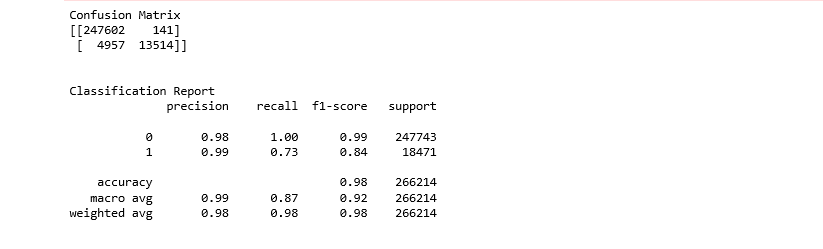 Confusion Matrix
[[247602    141]
 [  4957  13514]]
Classification Report
              precision    recall  f1-score   support
           0       0.98      1.00      0.99    247743
           1       0.99      0.73      0.84     18471
    accuracy                           0.98    266214
   macro avg       0.99      0.87      0.92    266214
weighted avg       0.98      0.98      0.98    266214